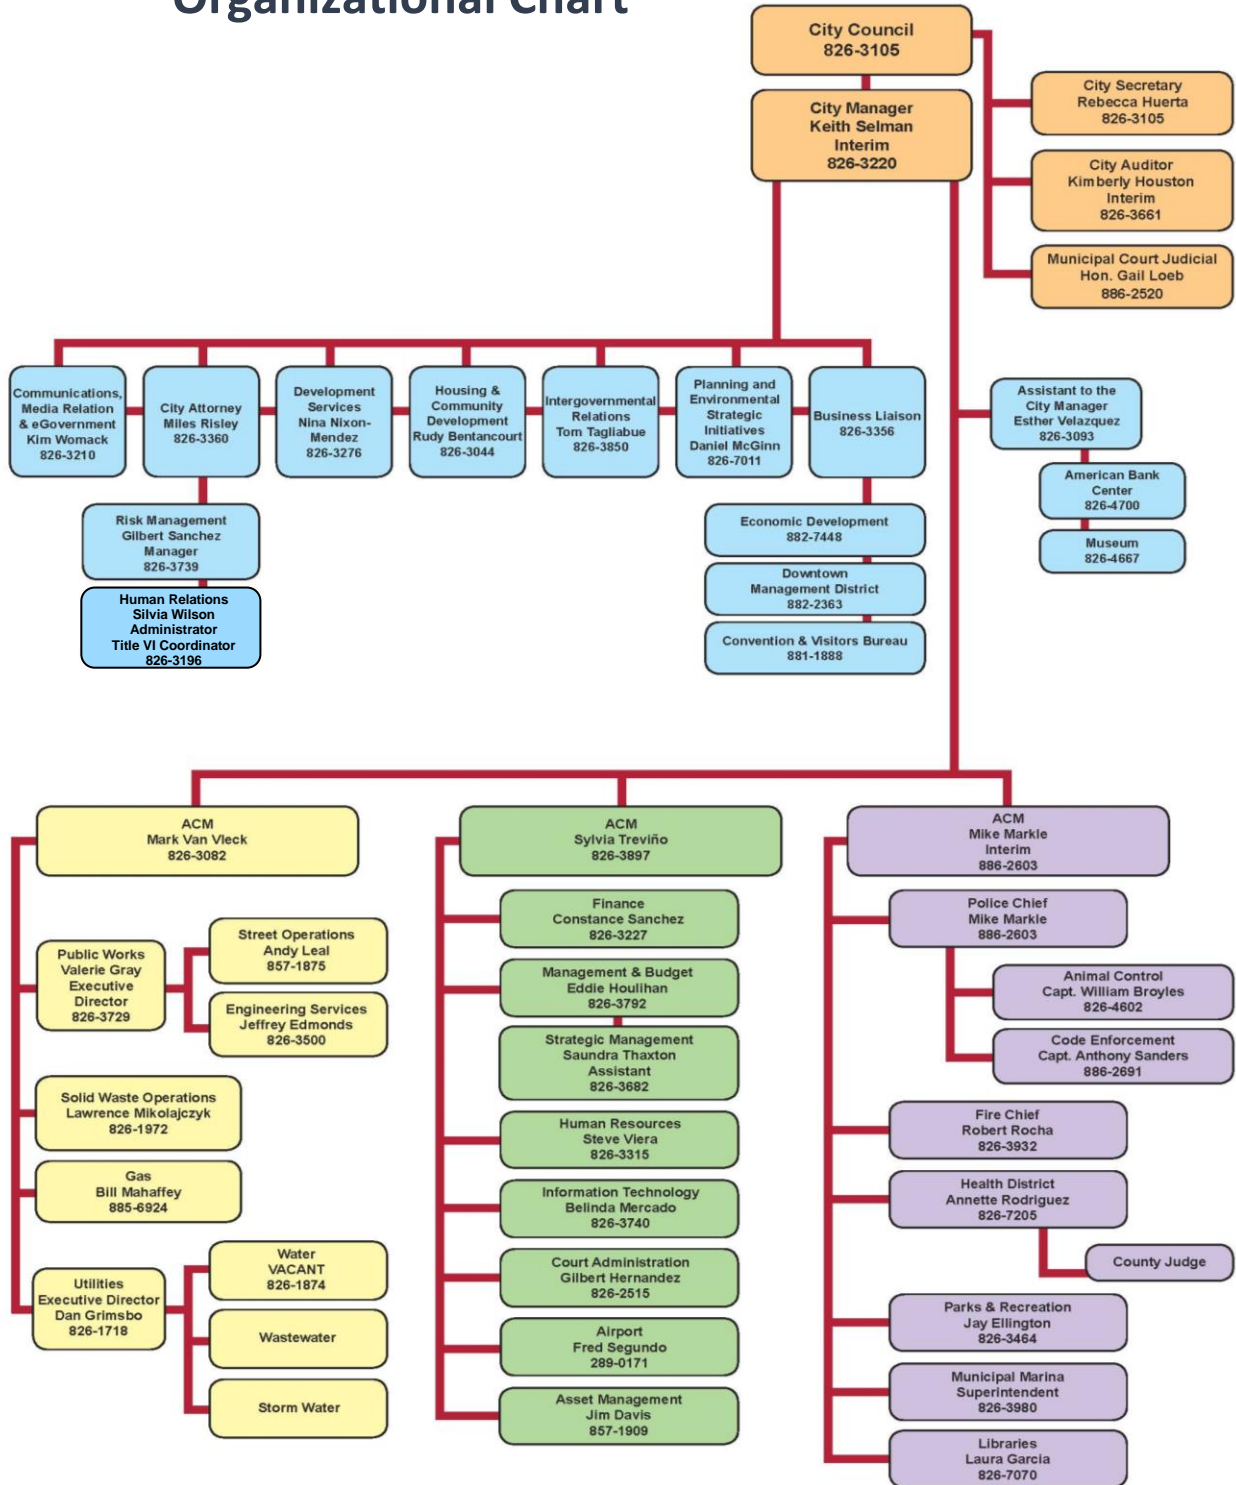 Organizational Chart
City Council
826-3105
City Manager
Keith Selman
Interim
826-3220
City Secretary
Rebecca Huerta
826-3105
City Auditor
Kimberly Houston
Interim
826-3661
Municipal Court Judicial
Hon. Gail Loeb
886-2520
Communications,
Media Relation
& eGovernment
Kim Womack
826-3210
City Attorney
Miles Risley
826-3360
Development
Services
Nina Nixon-
Mendez
826-3276
Housing &
Community
Development
Rudy Bentancourt
826-3044
Intergovernmental
Relations
Tom Tagliabue
826-3850
Planning and
Environmental
Strategic
Initiatives
Daniel McGinn
826-7011
Business Liaison
826-3356
Assistant to the
City Manager
Esther Velazquez
826-3093
American Bank
Center
826-4700
Museum
826-4667
Risk Management
Gilbert Sanchez
Manager
826-3739
Human Relations
Silvia Wilson
Administrator
Title VI Coordinator
826-3196
Economic Development
882-7448
Downtown
Management District
882-2363
Convention & Visitors Bureau
881-1888
ACM
Mark Van Vleck
826-3082
Public Works
Valerie Gray
Executive
Director
826-3729
Street Operations
Andy Leal
857-1875
Engineering Services
Jeffrey Edmonds
826-3500
Solid Waste Operations
Lawrence Mikolajczyk
826-1972
Gas
Bill Mahaffey
885-6924
Utilities
Executive Director
Dan Grimsbo
826-1718
Water
VACANT
826-1874
Wastewater
Storm Water
ACM
Sylvia Treviño
826-3897
Finance
Constance Sanchez
826-3227
Management & Budget
Eddie Houlihan
826-3792
Strategic Management
Saundra Thaxton
Assistant
826-3682
Human Resources
Steve Viera
826-3315
Information Technology
Belinda Mercado
826-3740
Court Administration
Gilbert Hernandez
826-2515
Airport
Fred Segundo
289-0171
Asset Management
Jim Davis
857-1909
ACM
Mike Markle
Interim
886-2603
Police Chief
Mike Markle
886-2603
Animal Control
Capt. William Broyles
826-4602
Code Enforcement
Capt. Anthony Sanders
886-2691
Fire Chief
Robert Rocha
826-3932
Health District
Annette Rodriguez
826-7205
County Judge
Parks & Recreation
Jay Ellington
826-3464
Municipal Marina
Superintendent
826-3980
Libraries
Laura Garcia
826-7070